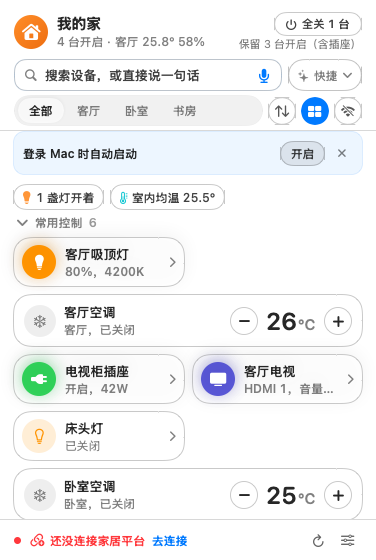 我的家
4 台开启 · 客厅 25.8° 58%
全关 1 台
保留 3 台开启（含插座）
搜索设备，或直接说一句话
快捷
全部
客厅
卧室
书房
登录 Mac 时自动启动
开启
1 盏灯开着
室内均温 25.5°
常用控制 6
客厅吸顶灯
80%，4200K
客厅空调
客厅，已关闭
26°C
电视柜插座
开启，42W
客厅电视
HDMI 1，音量...
床头灯
已关闭
卧室空调
卧室，已关闭
25°C
还没连接家居平台 去连接